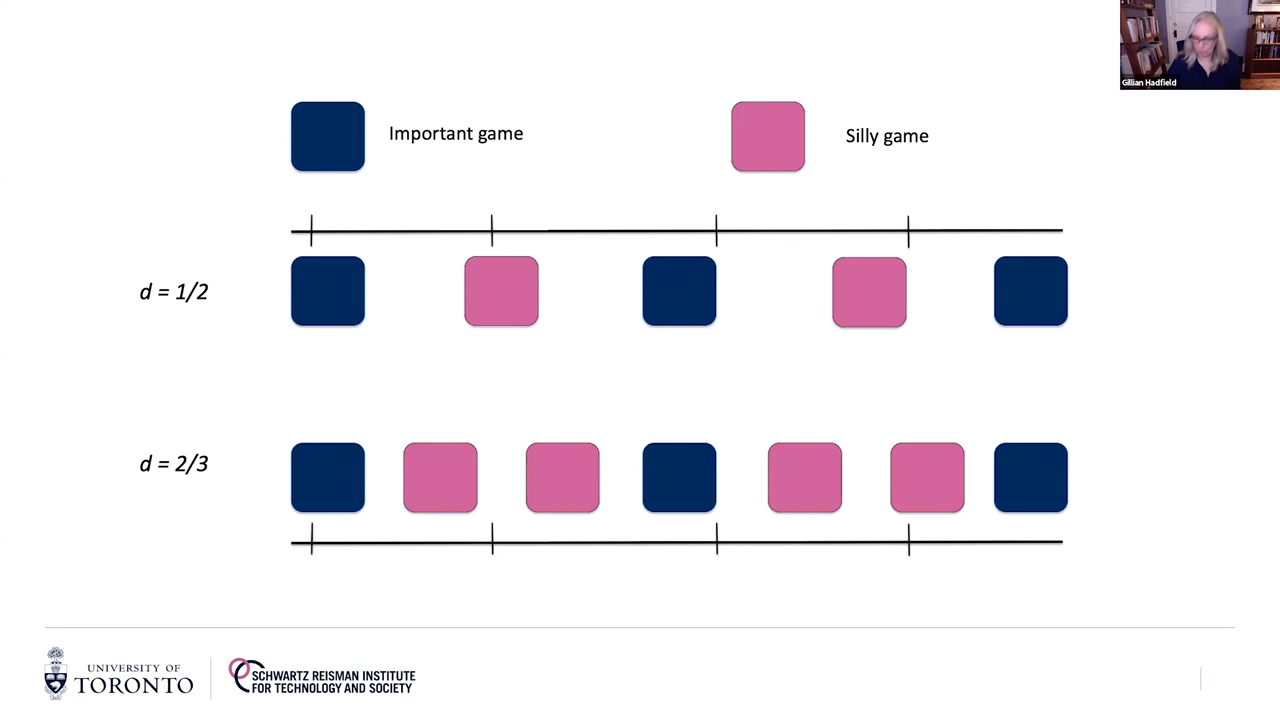 Gillian Hadfield
Important game
Silly game
d = 1/2
d = 2/3
UNIVERSITY OF
TORONTO
SCHWARTZ REISMAN INSTITUTE
FOR TECHNOLOGY AND SOCIETY